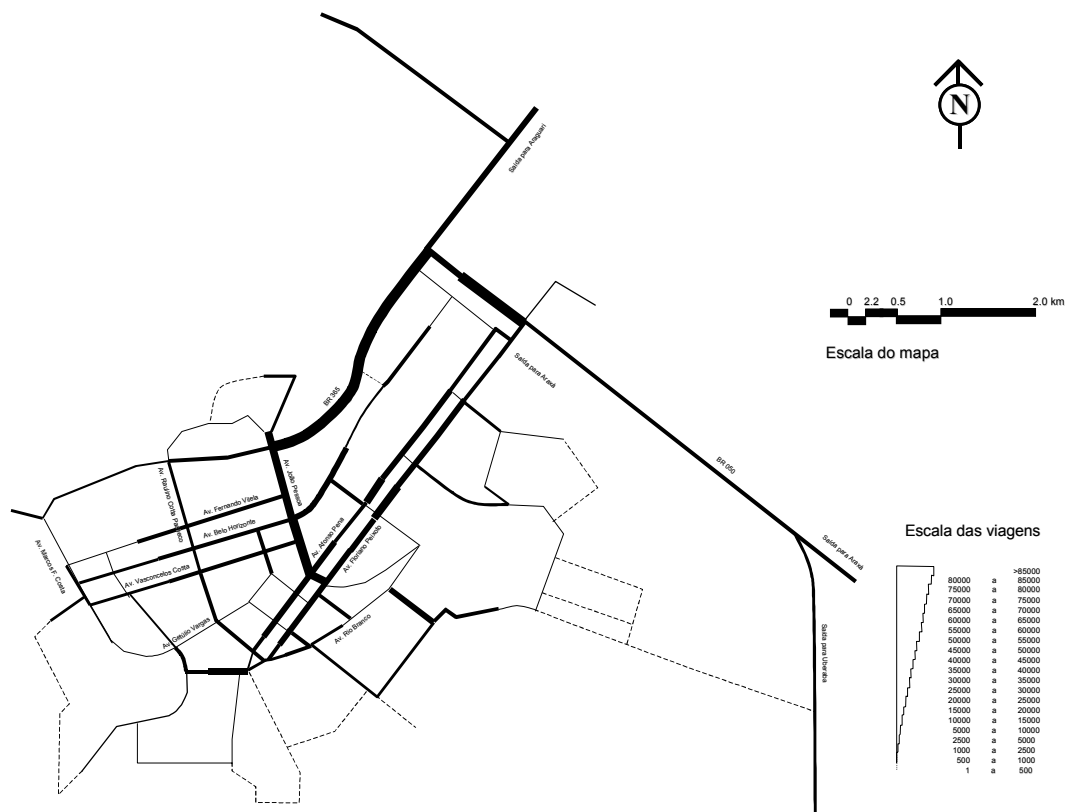 N
Saída para Araguari
0 2.2 0.5 1.0 2.0 km
Escala do mapa
Saída para Araxá
BR 365
BR 050
Av. João Pessoa
Av. Raulino Cotta Pacheco
Av. Fernando Vilela
Av. Belo Horizonte
Av. Afonso Pena
Av. Floriano Peixoto
Av. Marcos F. Costa
Av. Vasconcelos Costa
Av. Getúlio Vargas
Av. Rio Branco
Saída para Araxá
Saída para Uberaba
Escala das viagens
>85000
80000 a 85000
75000 a 80000
70000 a 75000
65000 a 70000
60000 a 65000
55000 a 60000
50000 a 55000
45000 a 50000
40000 a 45000
35000 a 40000
30000 a 35000
25000 a 30000
20000 a 25000
15000 a 20000
10000 a 15000
5000 a 10000
2500 a 5000
1000 a 2500
500 a 1000
1 a 500